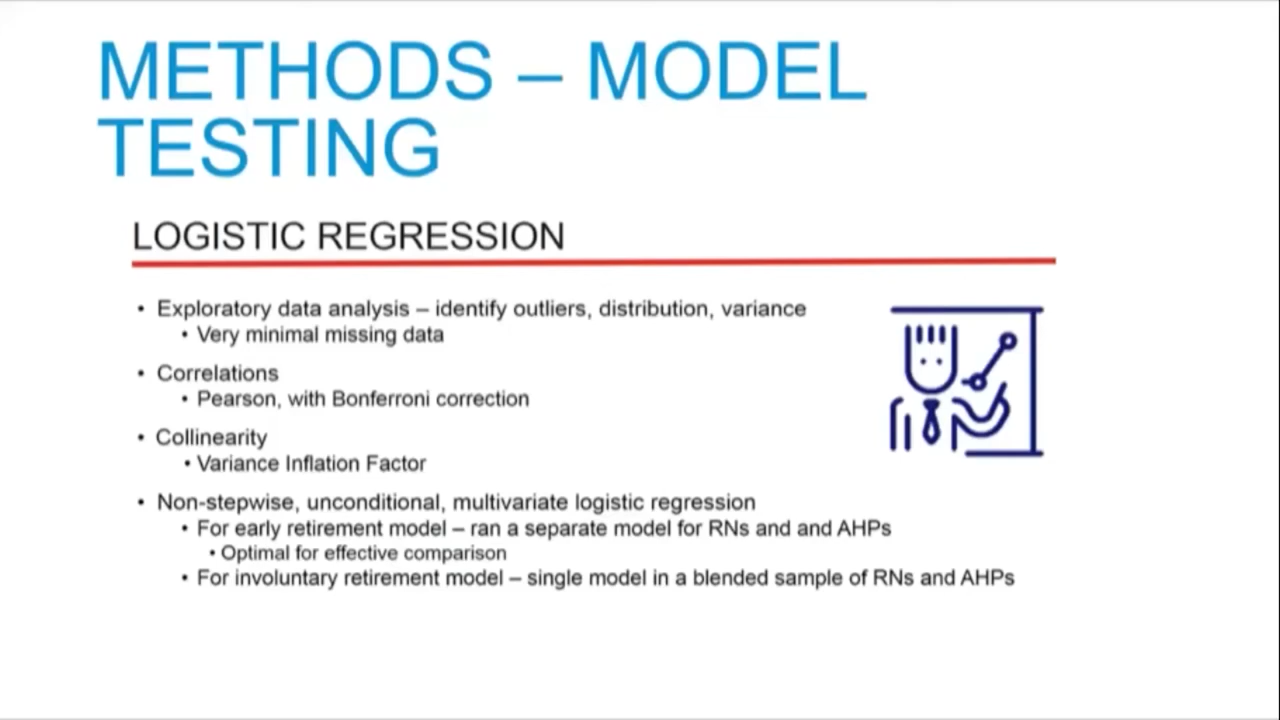 METHODS – MODEL
TESTING
LOGISTIC REGRESSION
• Exploratory data analysis – identify outliers, distribution, variance
• Very minimal missing data
• Correlations
• Pearson, with Bonferroni correction
• Collinearity
• Variance Inflation Factor
• Non-stepwise, unconditional, multivariate logistic regression
• For early retirement model – ran a separate model for RNs and and AHPs
• Optimal for effective comparison
• For involuntary retirement model – single model in a blended sample of RNs and AHPs